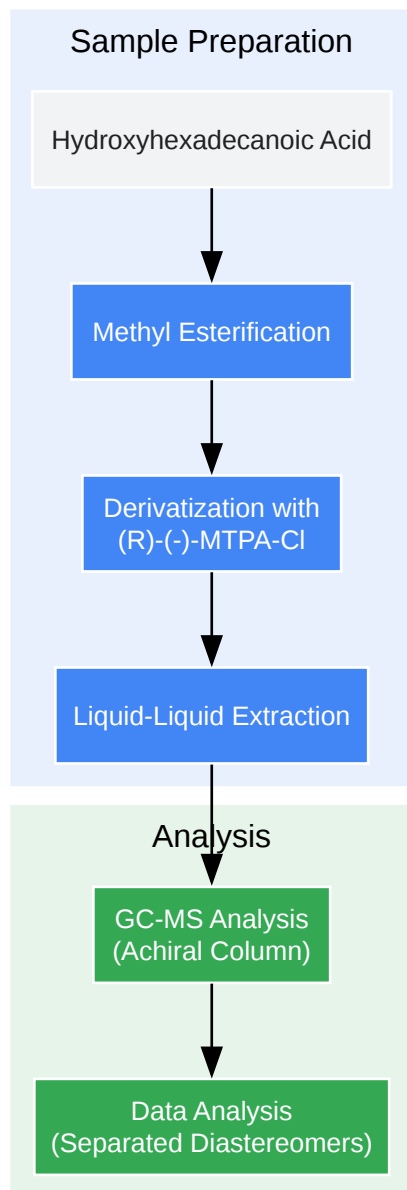 Sample Preparation
Hydroxyhexadecanoic Acid
Methyl Esterification
Derivatization with
(R)-(-)-MTPA-Cl
Liquid-Liquid Extraction
Analysis
GC-MS Analysis
(Achiral Column)
Data Analysis
(Separated Diastereomers)